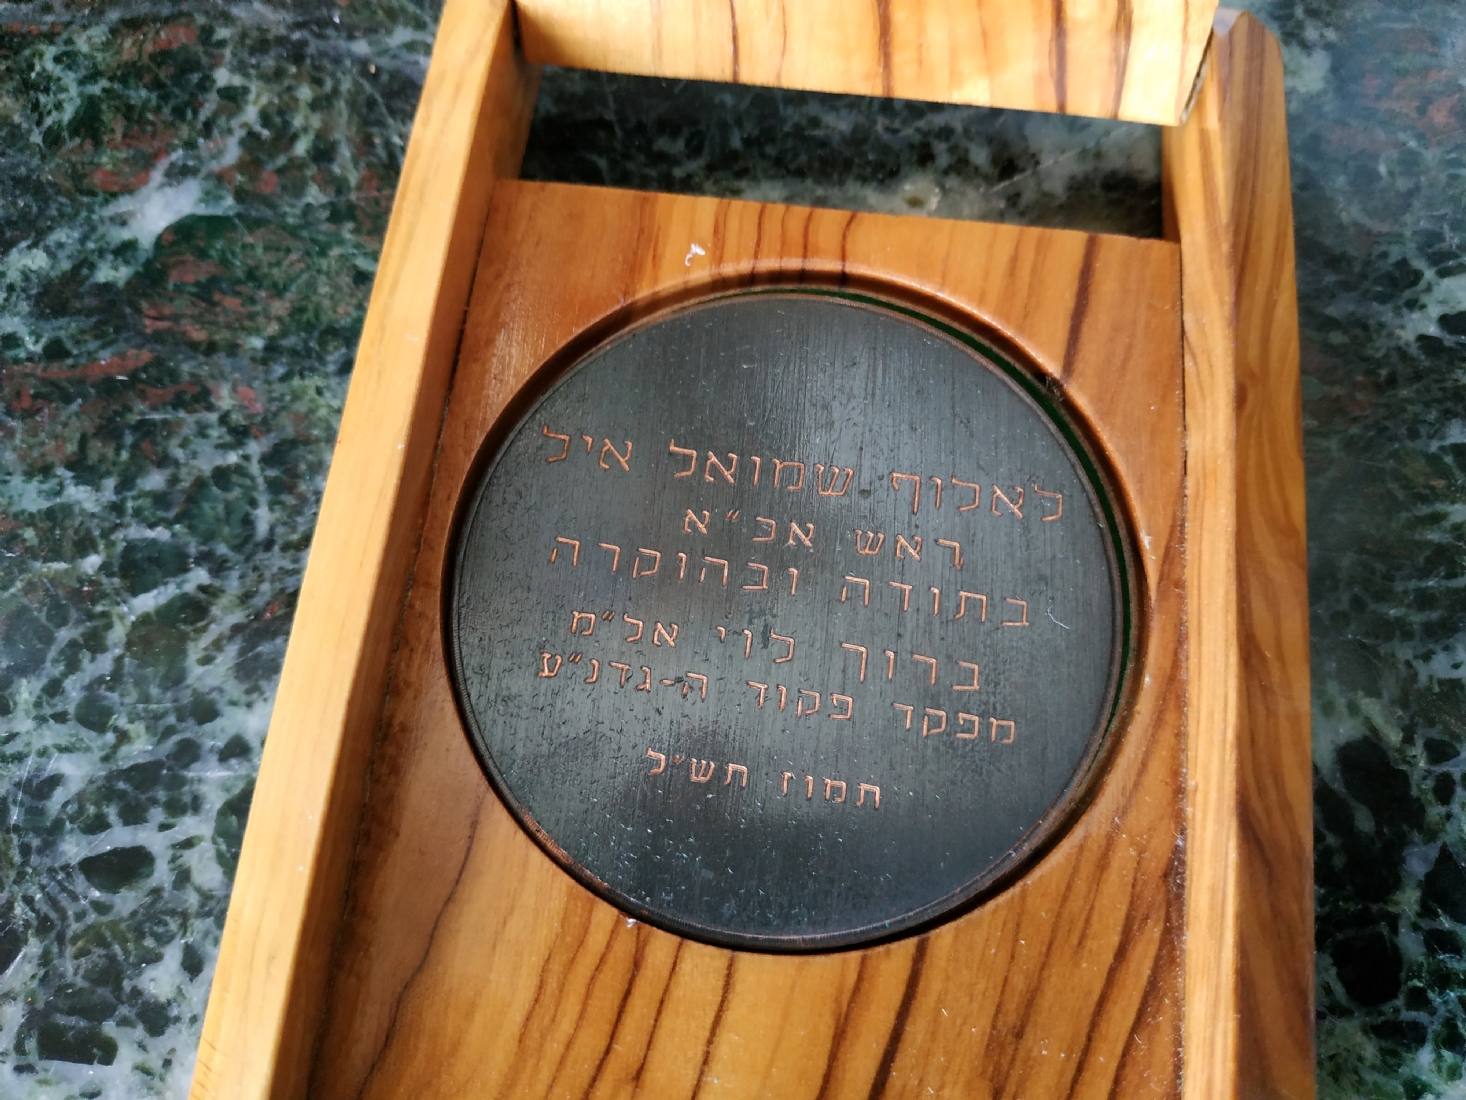 לאלוף שמואל איל
ראש אכ״א
בתודה ובהוקרה
ברוך לוי אל״מ
מפקד פקוד ה-גדנ״ע
תמוז תש״ל